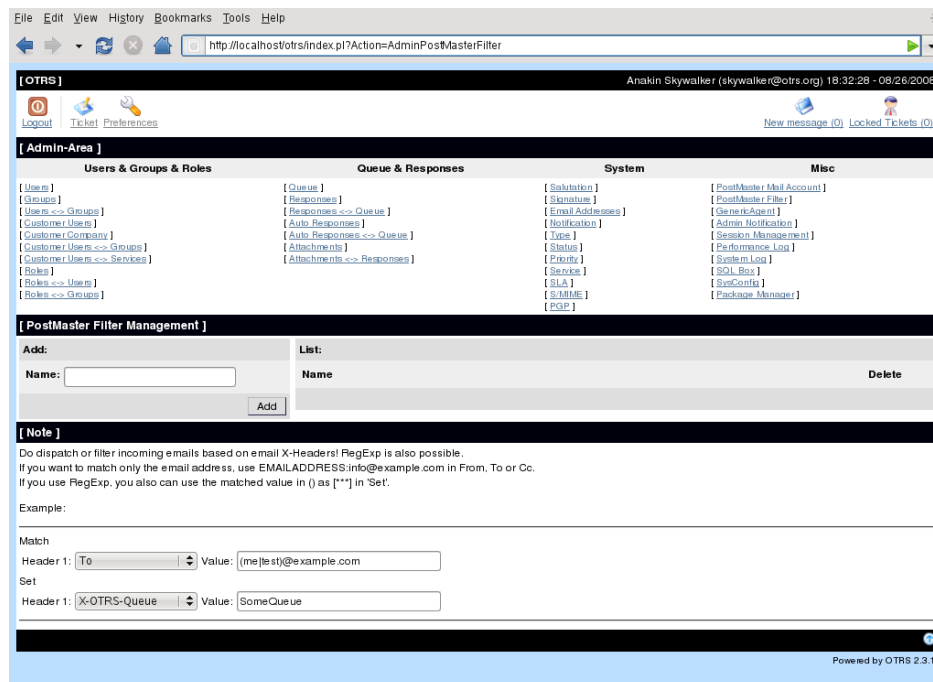 File Edit View History Bookmarks Tools Help
http://localhost/otrs/index.pl?Action=AdminPostMasterFilter
[ OTRS ] Anakin Skywalker (skywalker@otrs.org) 18:32:28 - 08/26/2008
Logout Ticket Preferences New message (0) Locked Tickets (0)
[ Admin-Area ]
Users & Groups & Roles Queue & Responses System Misc
[ Users ] [ Queue ] [ Salutation ] [ PostMaster Mail Account ]
[ Groups ] [ Responses ] [ Signature ] [ PostMaster Filter ]
[ Users <-> Groups ] [ Responses <-> Queue ] [ Email Addresses ] [ GenericAgent ]
[ Customer Users ] [ Auto Responses ] [ Notification ] [ Admin Notification ]
[ Customer Company ] [ Auto Responses <-> Queue ] [ Type ] [ Session Management ]
[ Customer Users <-> Groups ] [ Attachments ] [ Status ] [ Performance Log ]
[ Customer Users <-> Services ] [ Attachments <-> Responses ] [ Priority ] [ System Log ]
[ Roles ] [ Service ] [ SQL Box ]
[ Roles <-> Users ] [ SLA ] [ SysConfig ]
[ Roles <-> Groups ] [ S/MIME ] [ Package Manager ]
[ PGP ]
[ PostMaster Filter Management ]
Add: List:
Name: Name Delete
Add
[ Note ]
Do dispatch or filter incoming emails based on email X-Headers! RegExp is also possible.
If you want to match only the email address, use EMAILADDRESS:info@example.com in From, To or Cc.
If you use RegExp, you also can use the matched value in () as [***] in 'Set'.
Example:
Match
Header 1: To Value: (me|test)@example.com
Set
Header 1: X-OTRS-Queue Value: SomeQueue
Powered by OTRS 2.3.1